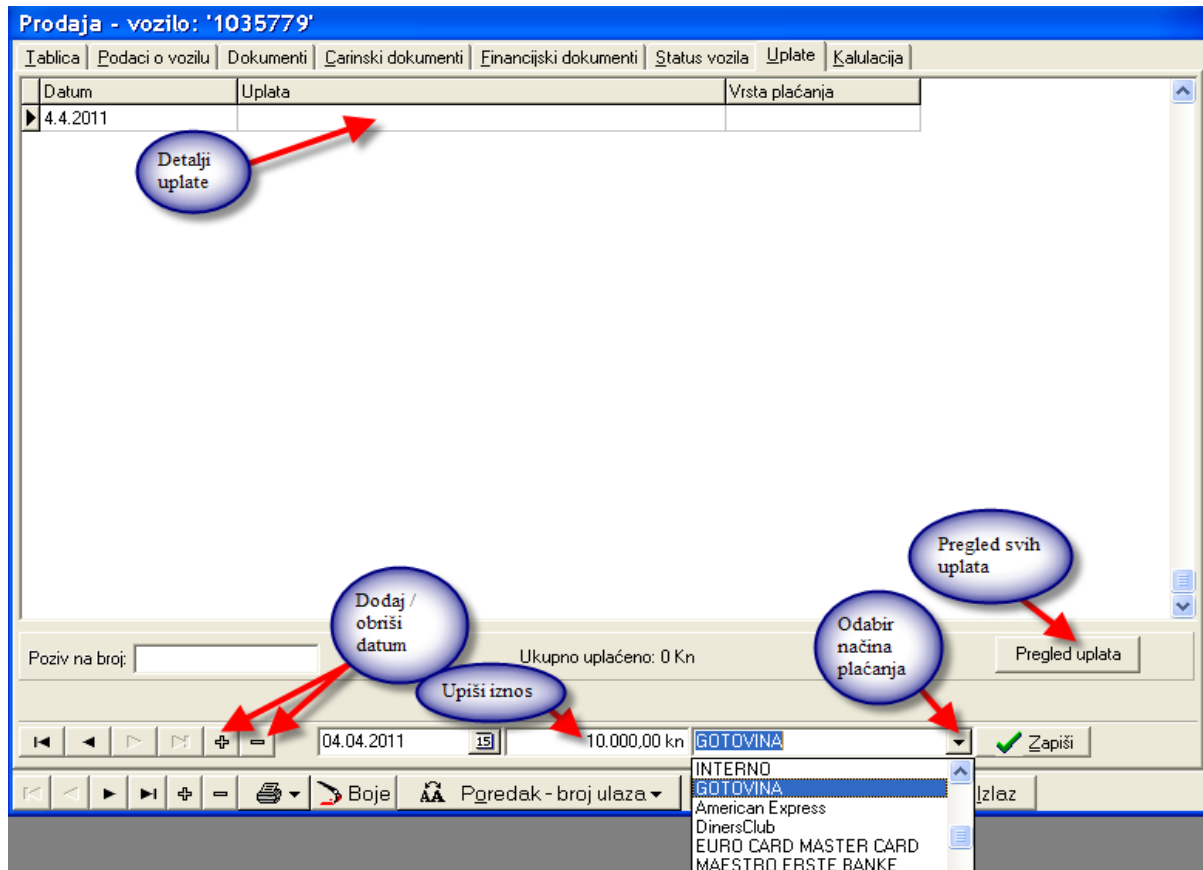 Prodaja - vozilo: '1035779'
Tablica Podaci o vozilu Dokumenti Carinski dokumenti Financijski dokumenti Status vozila Uplate Kalulacija
Datum Uplata Vrsta plaćanja
4.4.2011
Detalji
uplate
Pregled svih
uplata
Dodaj /
obriši
datum
Odabir
načina
plaćanja
Poziv na broj: Ukupno uplaćeno: 0 Kn Pregled uplata
Upiši iznos
04.04.2011 15 10.000,00 kn GOTOVINA Zapiši
Boje Poredak - broj ulaza Izlaz
INTERNO
GOTOVINA
American Express
DinersClub
EURO CARD MASTER CARD
MAESTRO ERSTE BANKE